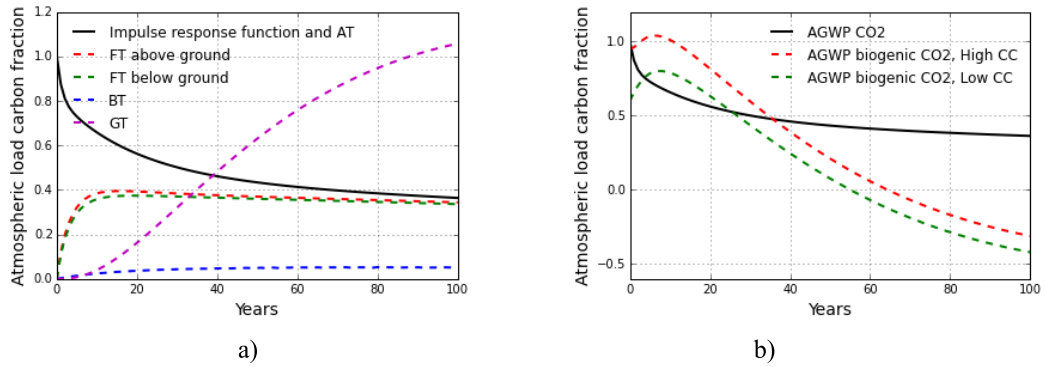 1.2
1.0
0.8
0.6
0.4
0.2
0.0
Atmospheric load carbon fraction
Impulse response function and AT
FT above ground
FT below ground
BT
GT
0 20 40 60 80 100
Years
a)
1.0
0.5
0.0
−0.5
Atmospheric load carbon fraction
AGWP CO2
AGWP biogenic CO2, High CC
AGWP biogenic CO2, Low CC
0 20 40 60 80 100
Years
b)